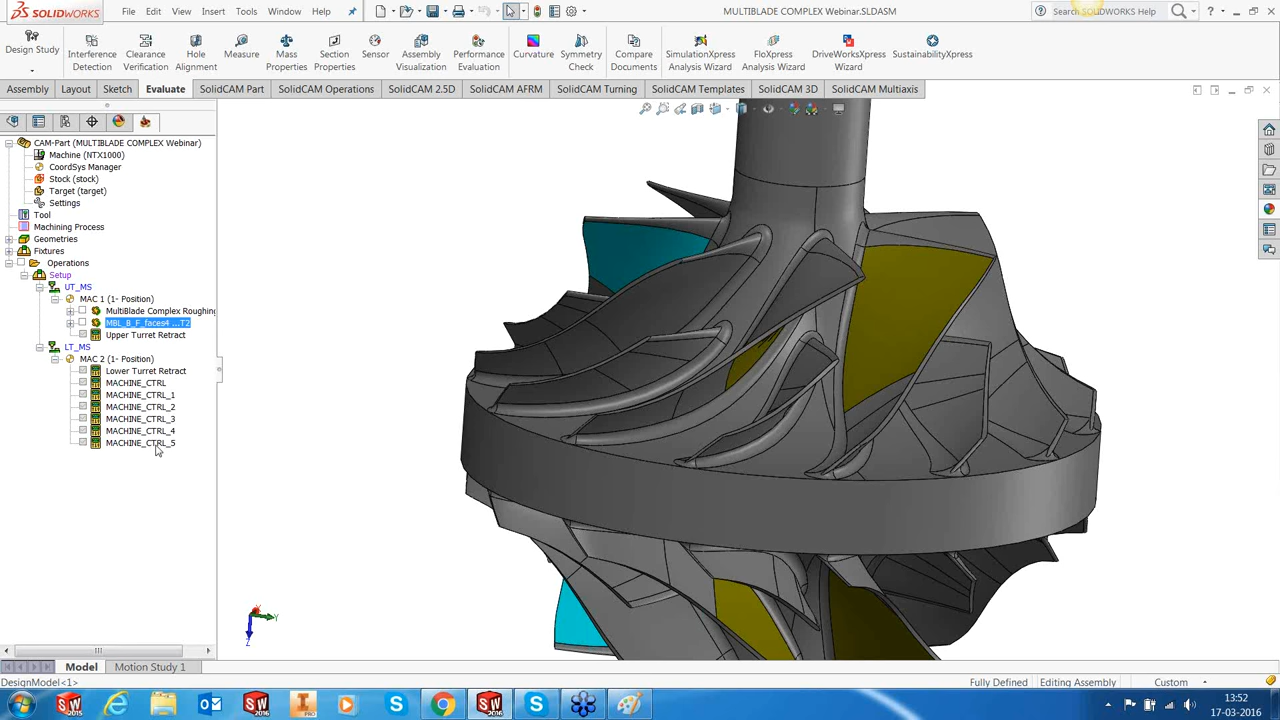 SOLIDWORKS
File Edit View Insert Tools Window Help
MULTIBLADE COMPLEX Webinar.SLDASM
Search SOLIDWORKS Help
Design Study
Interference Detection
Clearance Verification
Hole Alignment
Measure
Mass Properties
Section Properties
Sensor
Assembly Visualization
Performance Evaluation
Curvature
Symmetry Check
Compare Documents
SimulationXpress Analysis Wizard
FloXpress Analysis Wizard
DriveWorksXpress Wizard
SustainabilityXpress
Assembly Layout Sketch Evaluate SolidCAM Part SolidCAM Operations SolidCAM 2.5D SolidCAM AFRM SolidCAM Turning SolidCAM Templates SolidCAM 3D SolidCAM Multiaxis
CAM-Part (MULTIBLADE COMPLEX Webinar)
Machine (NTX1000)
CoordSys Manager
Stock (stock)
Target (target)
Settings
Tool
Machining Process
Geometries
Fixtures
Operations
Setup
UT_MS
MAC 1 (1- Position)
MultiBlade Complex Roughing
MBL_B_F_faces4 ...T2
Upper Turret Retract
LT_MS
MAC 2 (1- Position)
Lower Turret Retract
MACHINE_CTRL
MACHINE_CTRL_1
MACHINE_CTRL_2
MACHINE_CTRL_3
MACHINE_CTRL_4
MACHINE_CTRL_5
Y
Z
Model Motion Study 1
DesignModel<1>
Fully Defined Editing Assembly Custom
13:52
17-03-2016